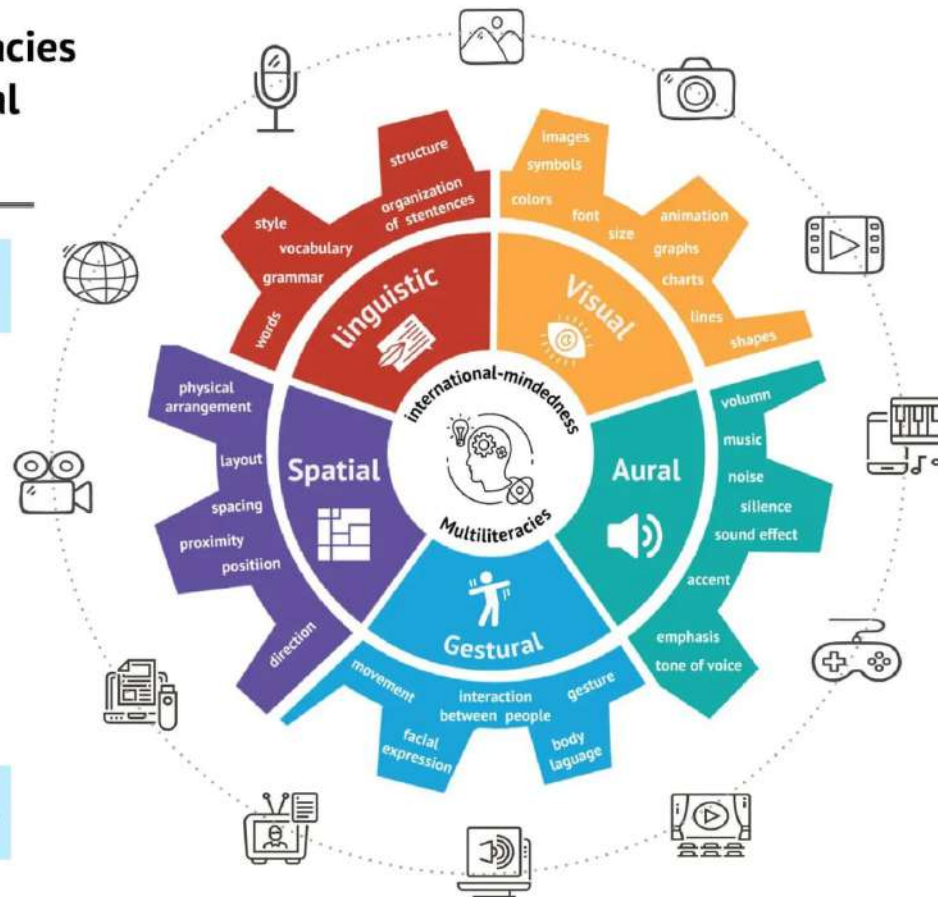 acies
al
structure
organization
of stentences
style
vocabulary
grammar
words
linguistic
images
symbols
colors
font
size
animation
graphs
charts
lines
shapes
Visual
physical
arrangement
layout
spacing
proximity
positiion
direction
Spatial
international-mindedness
Multiliteracies
Aural
volumn
music
noise
silience
sound effect
accent
emphasis
tone of voice
Gestural
movement
facial
expression
interaction
between people
gesture
body
laguage